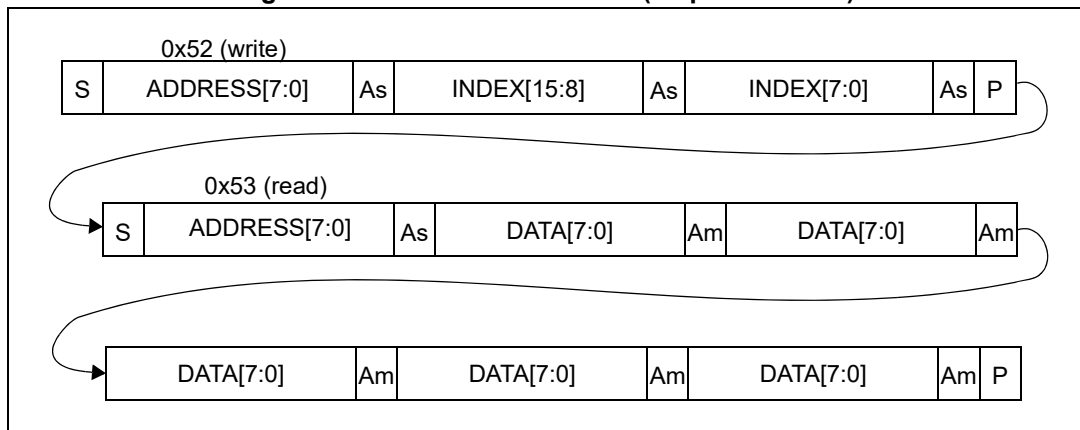 0x52 (write)
S ADDRESS[7:0] As INDEX[15:8] As INDEX[7:0] As P
0x53 (read)
S ADDRESS[7:0] As DATA[7:0] Am DATA[7:0] Am
DATA[7:0] Am DATA[7:0] Am DATA[7:0] Am P